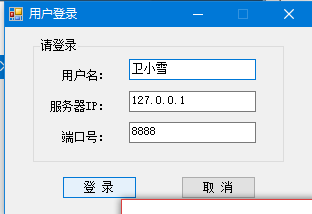 用户登录
请登录
用户名: 卫小雪
服务器IP: 127.0.0.1
端口号: 8888
登 录 取 消